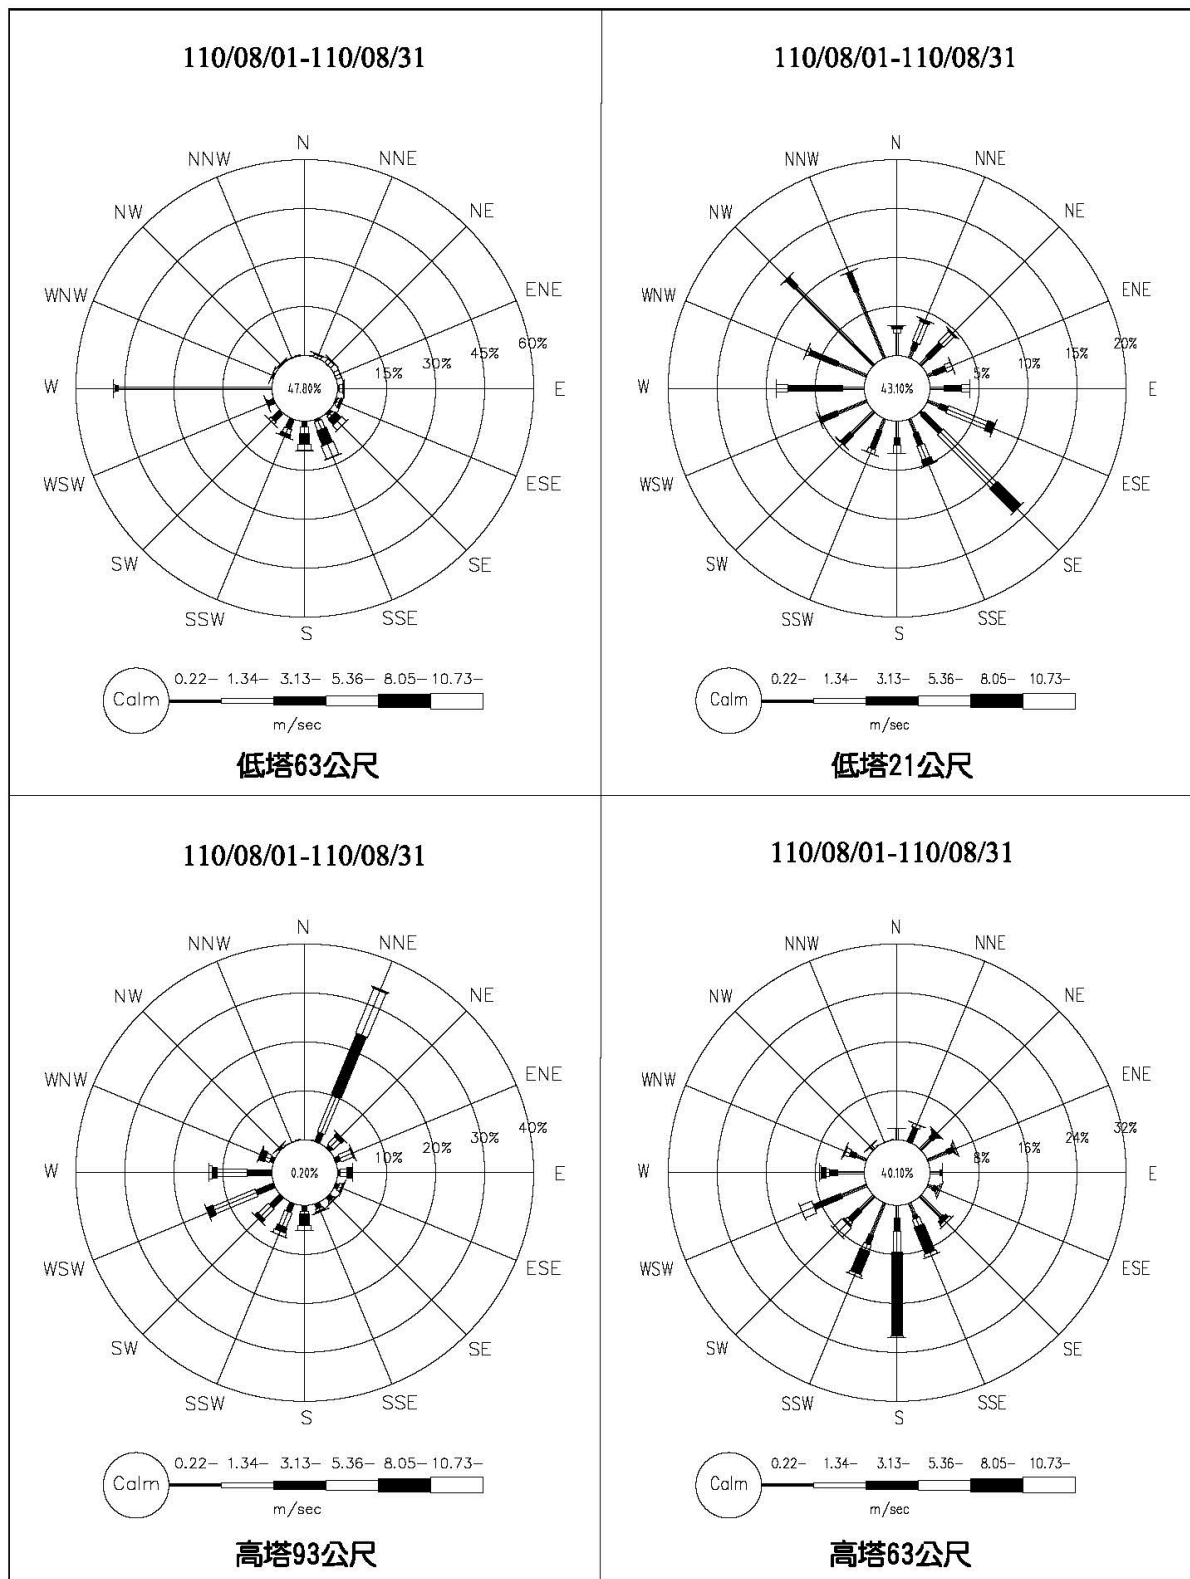 110/08/01-110/08/31
N
NNW
NNE
NW
NE
WNW
ENE
60%
45%
30%
15%
W
47.80%
E
WSW
ESE
SW
SE
SSW
SSE
S
0.22- 1.34- 3.13- 5.36- 8.05- 10.73-
Calm
m/sec
低塔63公尺
110/08/01-110/08/31
N
NNW
NNE
NW
NE
WNW
ENE
20%
15%
10%
5%
W
43.10%
E
WSW
ESE
SW
SE
SSW
SSE
S
0.22- 1.34- 3.13- 5.36- 8.05- 10.73-
Calm
m/sec
低塔21公尺
110/08/01-110/08/31
N
NNW
NNE
NW
NE
WNW
ENE
40%
30%
20%
10%
W
0.20%
E
WSW
ESE
SW
SE
SSW
SSE
S
0.22- 1.34- 3.13- 5.36- 8.05- 10.73-
Calm
m/sec
高塔93公尺
110/08/01-110/08/31
N
NNW
NNE
NW
NE
WNW
ENE
32%
24%
16%
8%
W
40.10%
E
WSW
ESE
SW
SE
SSW
SSE
S
0.22- 1.34- 3.13- 5.36- 8.05- 10.73-
Calm
m/sec
高塔63公尺